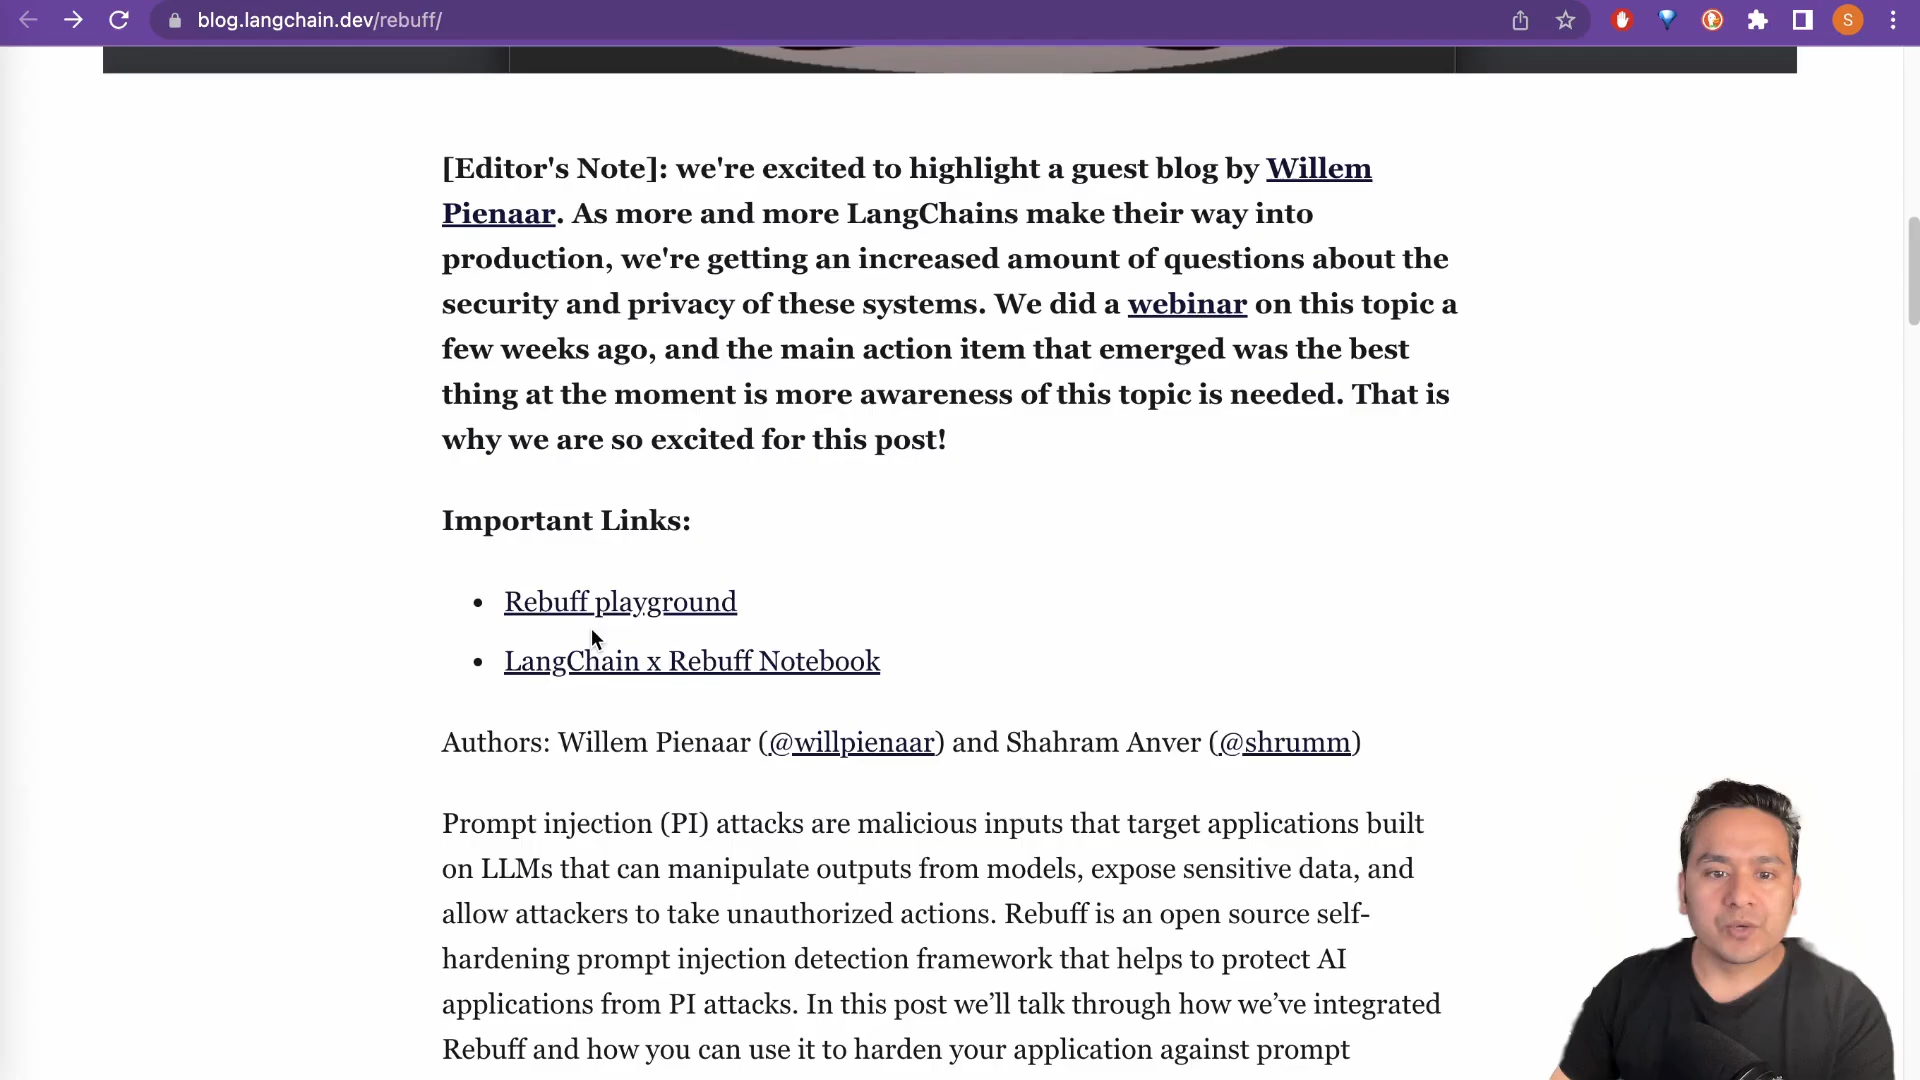 blog.langchain.dev/rebuff/
S
[Editor's Note]: we're excited to highlight a guest blog by Willem
Pienaar. As more and more LangChains make their way into
production, we're getting an increased amount of questions about the
security and privacy of these systems. We did a webinar on this topic a
few weeks ago, and the main action item that emerged was the best
thing at the moment is more awareness of this topic is needed. That is
why we are so excited for this post!
Important Links:
• Rebuff playground
• LangChain x Rebuff Notebook
Authors: Willem Pienaar (@willpienaar) and Shahram Anver (@shrumm)
Prompt injection (PI) attacks are malicious inputs that target applications built
on LLMs that can manipulate outputs from models, expose sensitive data, and
allow attackers to take unauthorized actions. Rebuff is an open source self-
hardening prompt injection detection framework that helps to protect AI
applications from PI attacks. In this post we’ll talk through how we’ve integrated
Rebuff and how you can use it to harden your application against prompt